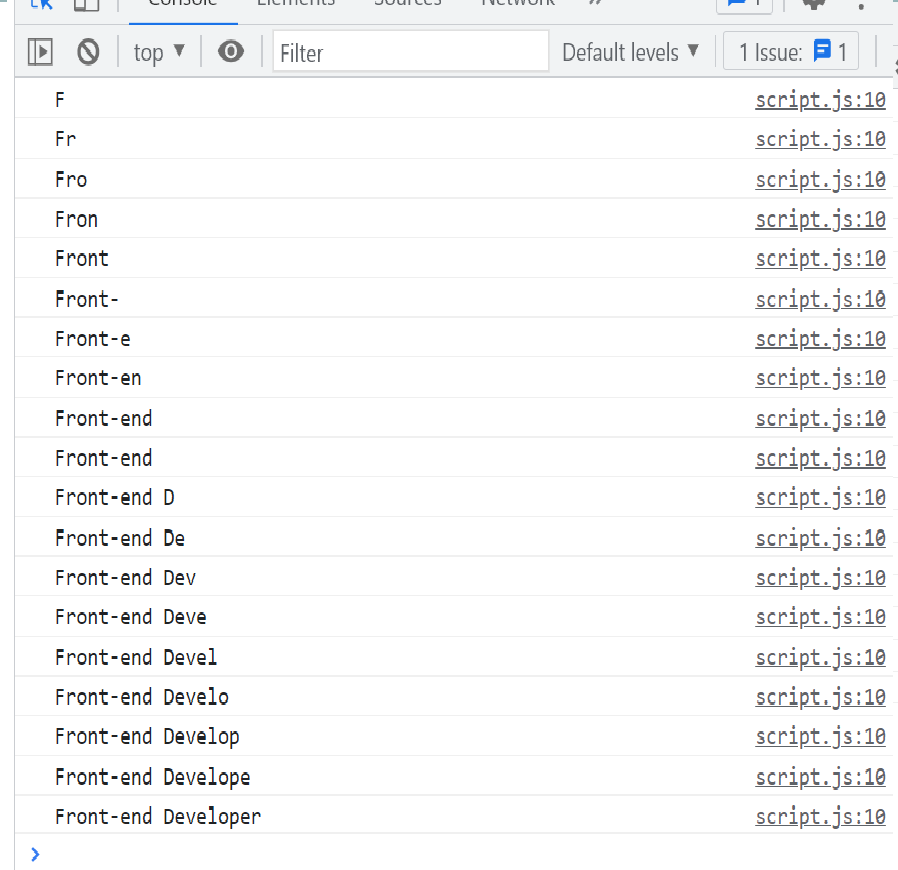 Console Elements Sources Network » 1
top ▼ Filter Default levels ▼ 1 Issue: 1
F script.js:10
Fr script.js:10
Fro script.js:10
Fron script.js:10
Front script.js:10
Front- script.js:10
Front-e script.js:10
Front-en script.js:10
Front-end script.js:10
Front-end script.js:10
Front-end D script.js:10
Front-end De script.js:10
Front-end Dev script.js:10
Front-end Deve script.js:10
Front-end Devel script.js:10
Front-end Develo script.js:10
Front-end Develop script.js:10
Front-end Develope script.js:10
Front-end Developer script.js:10